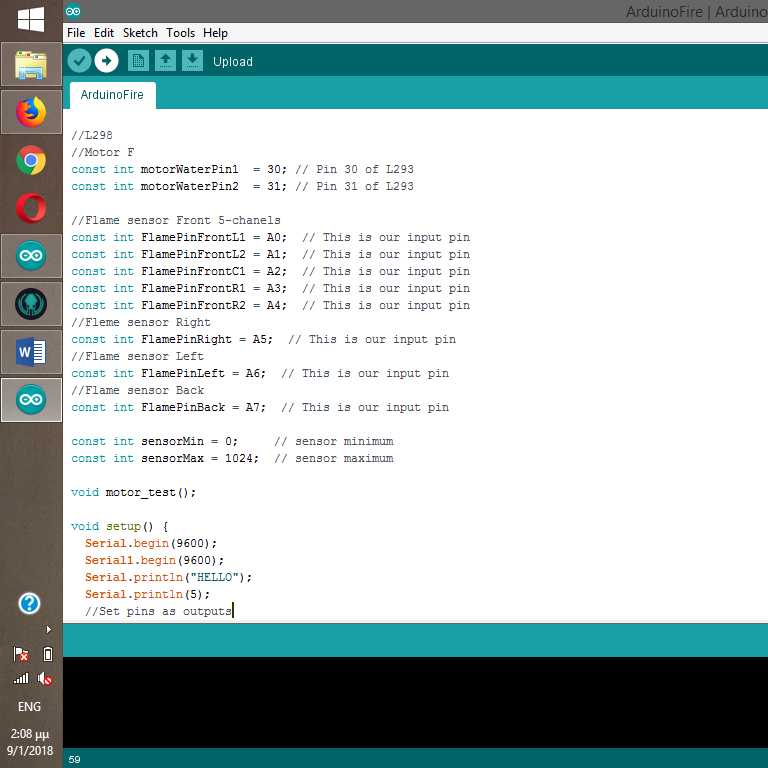 ArduinoFire | Arduino
File Edit Sketch Tools Help
Upload
ArduinoFire
//L298
//Motor F
const int motorWaterPin1  = 30; // Pin 30 of L293
const int motorWaterPin2  = 31; // Pin 31 of L293
//Flame sensor Front 5-chanels
const int FlamePinFrontL1 = A0;  // This is our input pin
const int FlamePinFrontL2 = A1;  // This is our input pin
const int FlamePinFrontC1 = A2;  // This is our input pin
const int FlamePinFrontR1 = A3;  // This is our input pin
const int FlamePinFrontR2 = A4;  // This is our input pin
//Fleme sensor Right
const int FlamePinRight = A5;  // This is our input pin
//Flame sensor Left
const int FlamePinLeft = A6;  // This is our input pin
//Flame sensor Back
const int FlamePinBack = A7;  // This is our input pin
const int sensorMin = 0;     // sensor minimum
const int sensorMax = 1024;  // sensor maximum
void motor_test();
void setup() {
  Serial.begin(9600);
  Serial1.begin(9600);
  Serial.println("HELLO");
  Serial.println(5);
  //Set pins as outputs
W
?
ENG
2:08 μμ
9/1/2018
59